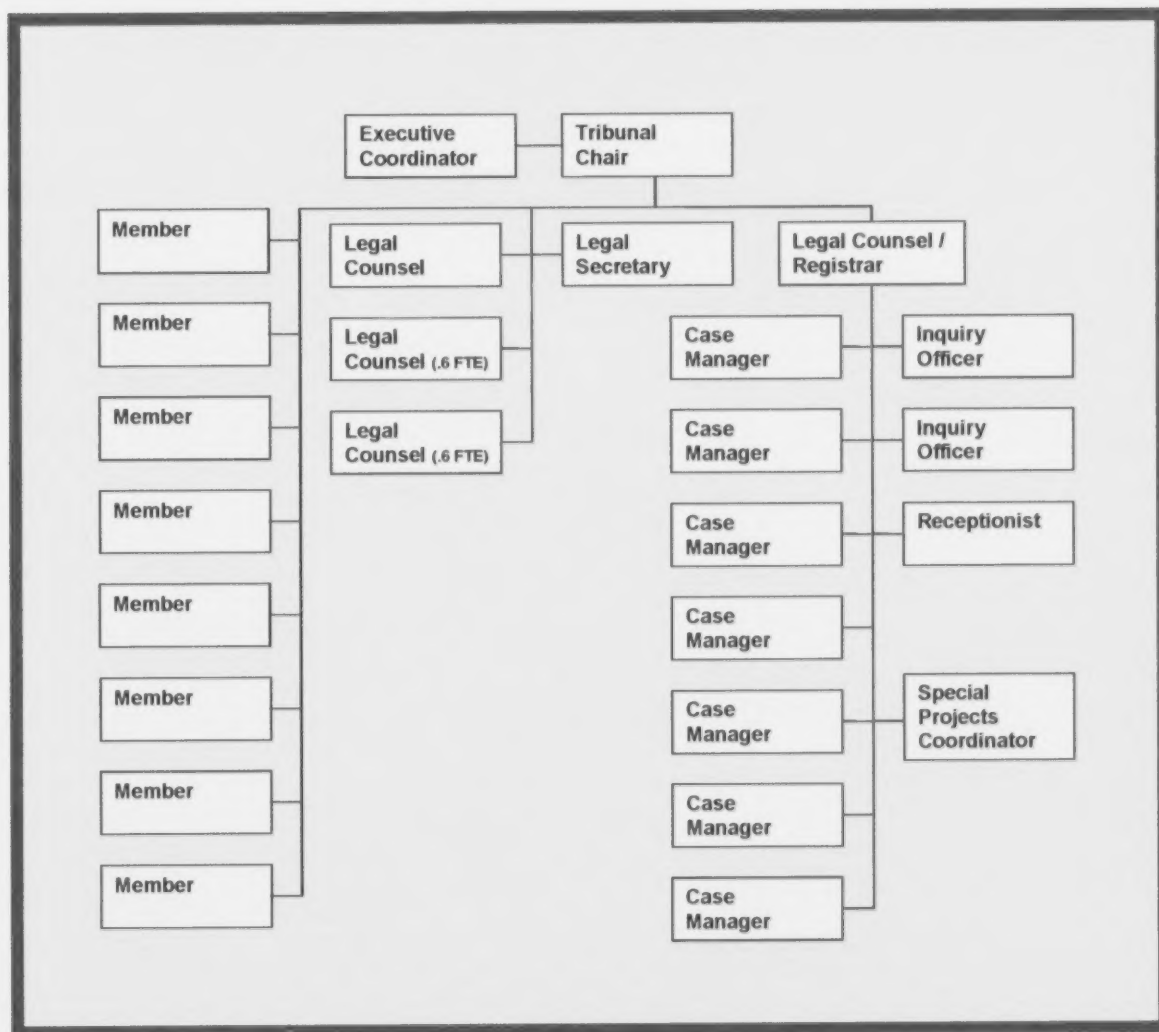 Executive
Coordinator
Tribunal
Chair
Member
Member
Member
Member
Member
Member
Member
Member
Legal
Counsel
Legal
Counsel (.6 FTE)
Legal
Counsel (.6 FTE)
Legal
Secretary
Legal Counsel /
Registrar
Case
Manager
Case
Manager
Case
Manager
Case
Manager
Case
Manager
Case
Manager
Case
Manager
Inquiry
Officer
Inquiry
Officer
Receptionist
Special
Projects
Coordinator